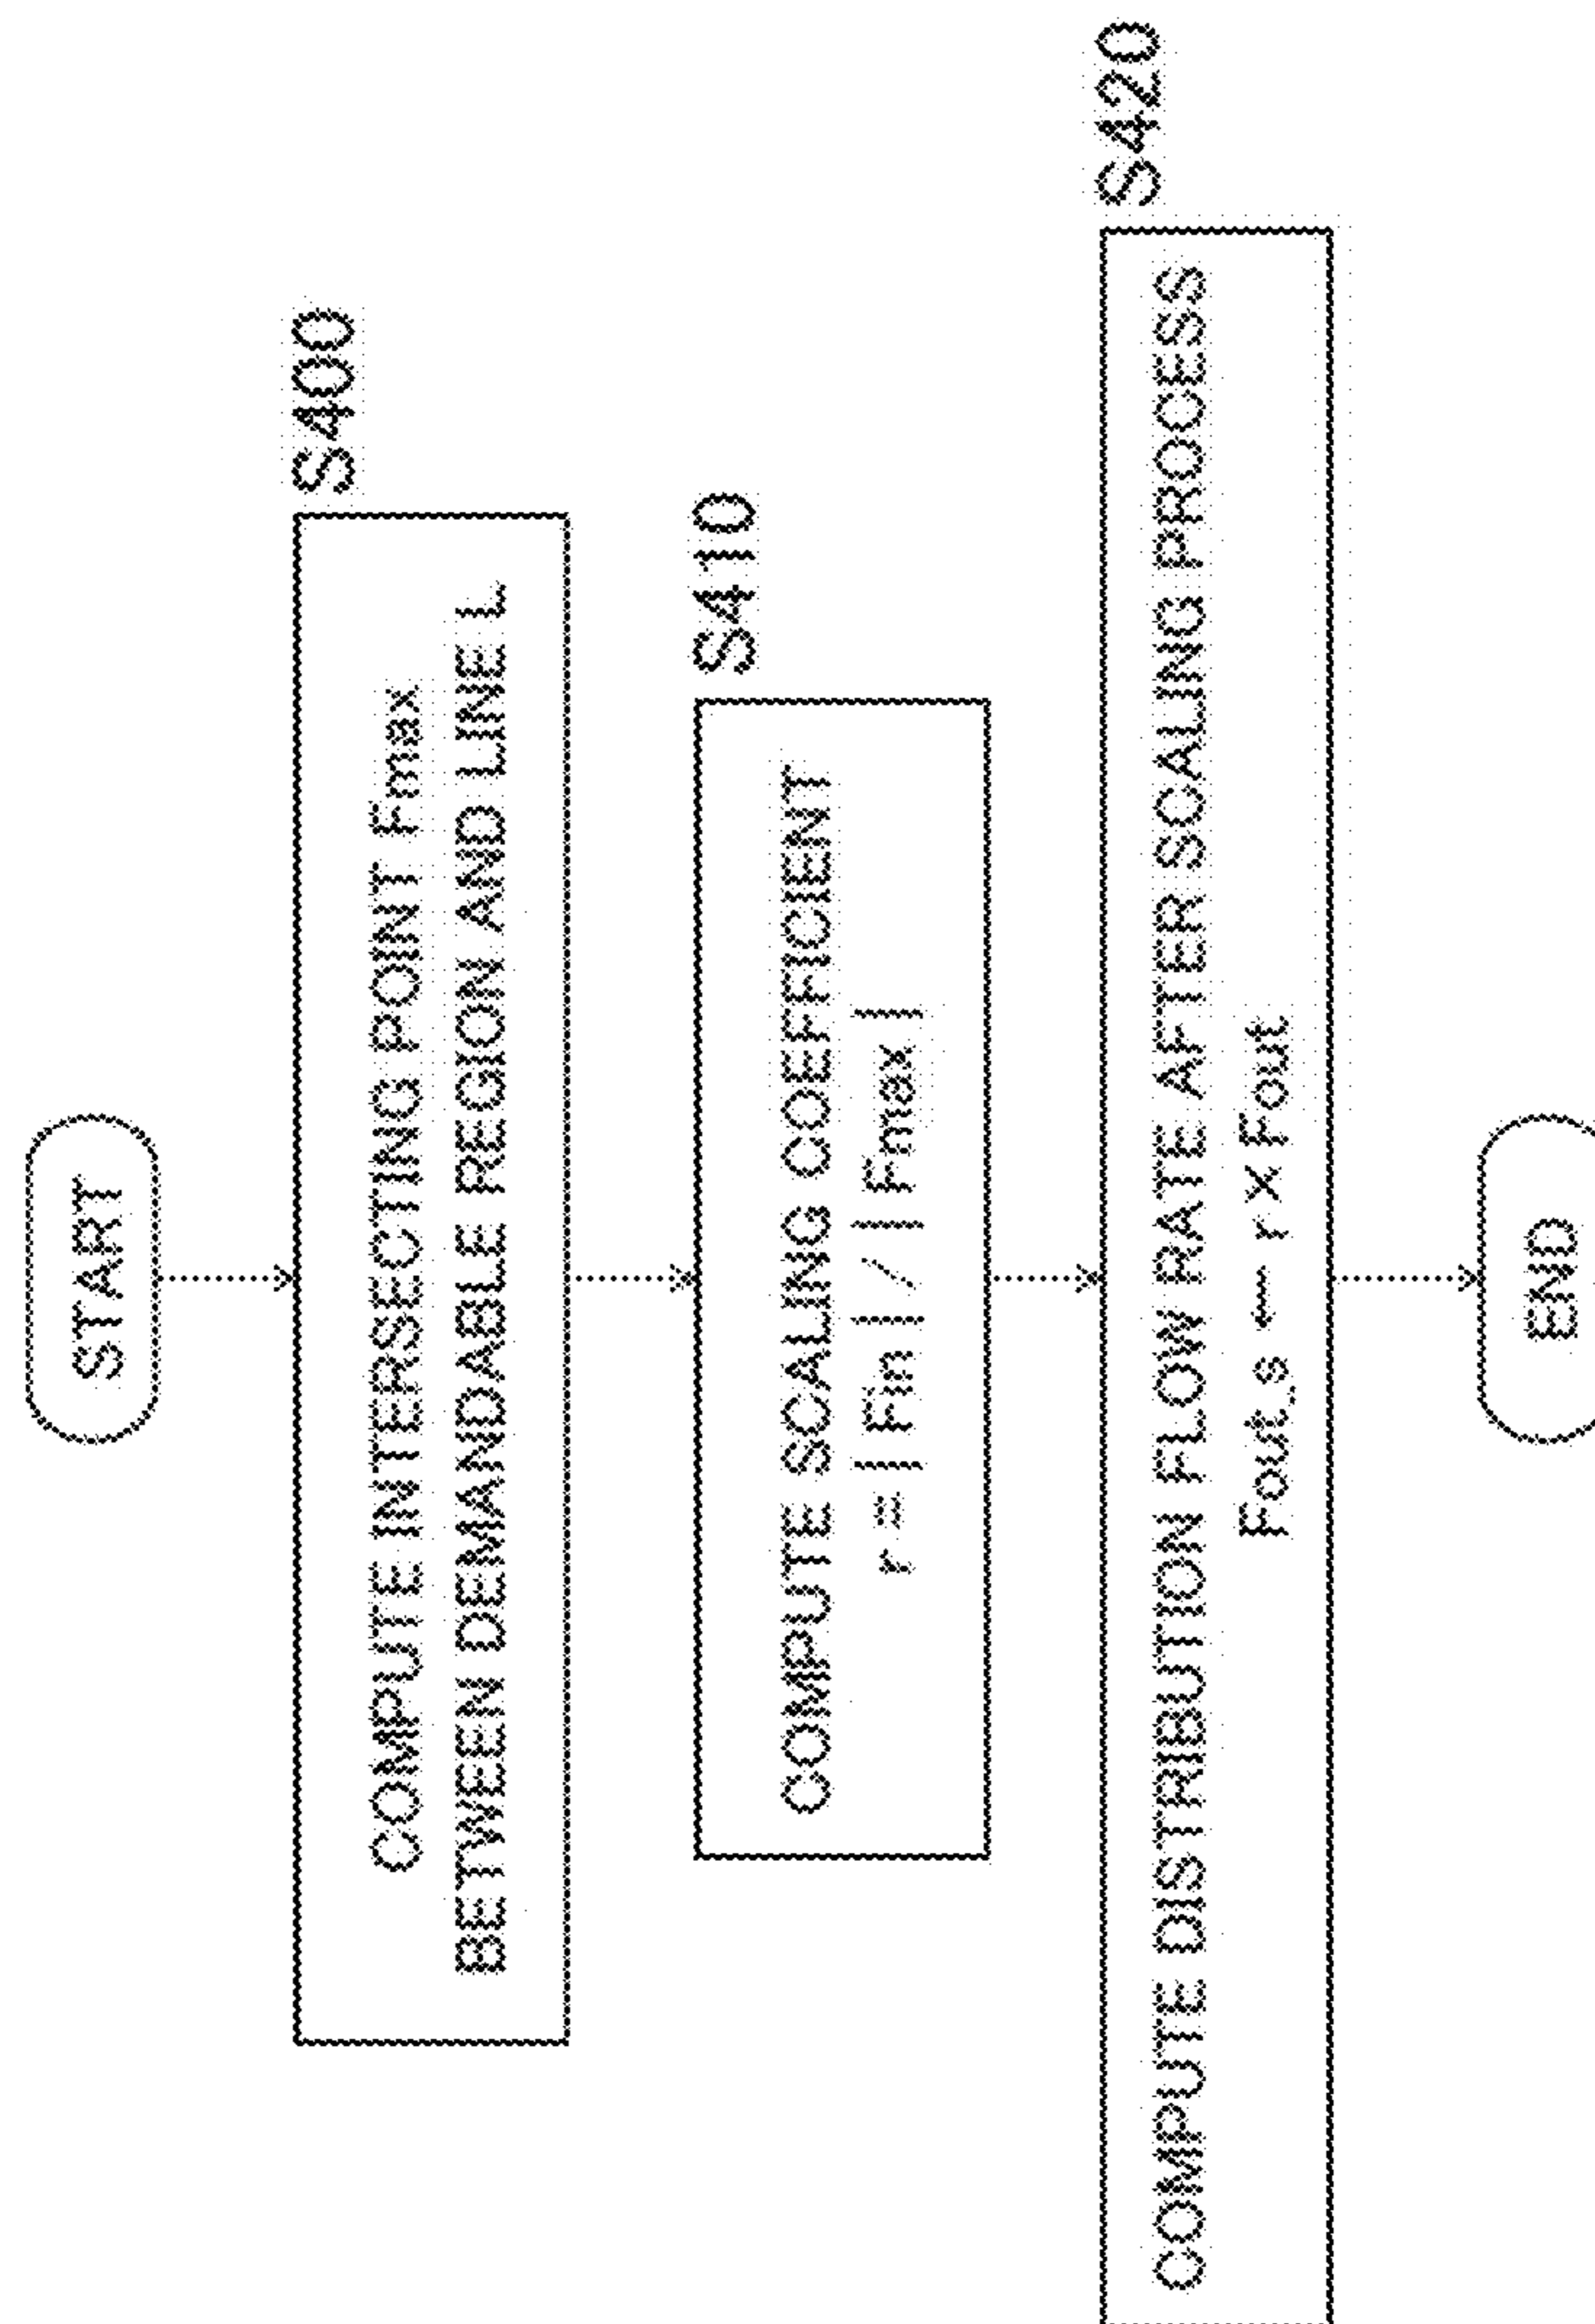 START
S400
COMPUTE INTERSECTING POINT Fmax
BETWEEN DEMANDABLE REGION AND LINE L
S410
COMPUTE SCALING COEFFICIENT
r = | Fin | / | Fmax |
S420
COMPUTE DISTRIBUTION FLOW RATE AFTER SCALING PROCESS
Fout_s ← r × Fout
END